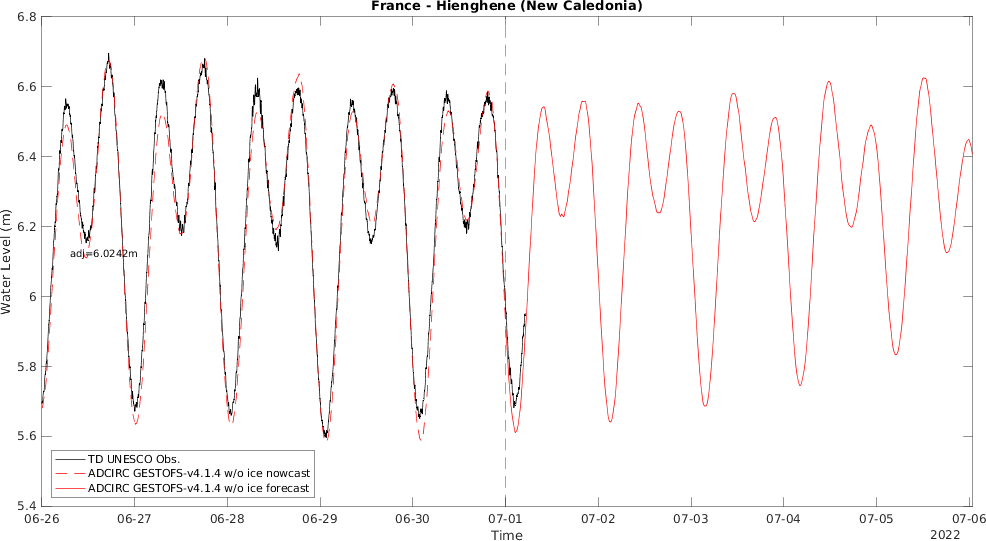 France - Hienghene (New Caledonia)
Water Level (m)
6.8
6.6
6.4
6.2
6
5.8
5.6
5.4
adj=6.0242m
TD UNESCO Obs.
ADCIRC GESTOFS-v4.1.4 w/o ice nowcast
ADCIRC GESTOFS-v4.1.4 w/o ice forecast
06-26 06-27 06-28 06-29 06-30 07-01 07-02 07-03 07-04 07-05 07-06
Time
2022